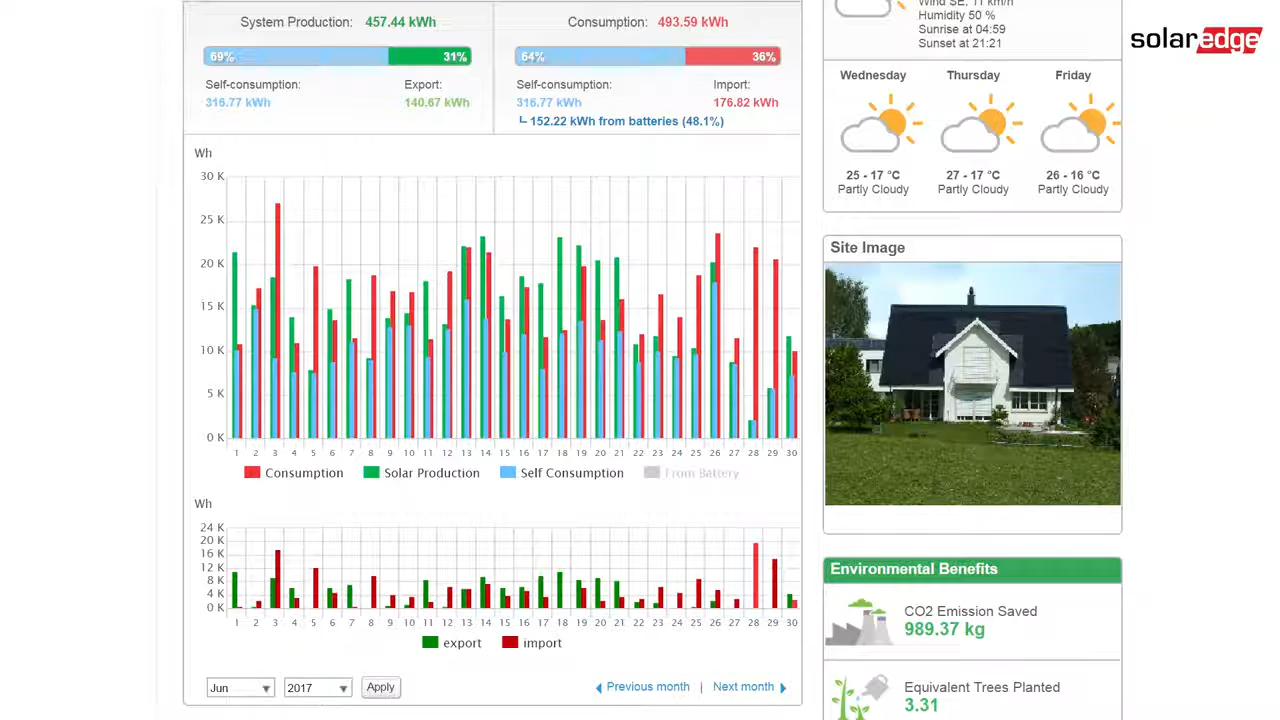 System Production: 457.44 kWh
Consumption: 493.59 kWh
69% 31%
64% 36%
Self-consumption: Export:
316.77 kWh 140.67 kWh
Self-consumption: Import:
316.77 kWh 176.82 kWh
152.22 kWh from batteries (48.1%)
Wh
30 K
25 K
20 K
15 K
10 K
5 K
0 K
1 2 3 4 5 6 7 8 9 10 11 12 13 14 15 16 17 18 19 20 21 22 23 24 25 26 27 28 29 30
Consumption Solar Production Self Consumption From Battery
Wh
24 K
20 K
16 K
12 K
8 K
4 K
0 K
1 2 3 4 5 6 7 8 9 10 11 12 13 14 15 16 17 18 19 20 21 22 23 24 25 26 27 28 29 30
export import
Jun 2017 Apply Previous month | Next month
Wind SE, 11 km/h
Humidity 50 %
Sunrise at 04:59
Sunset at 21:21
Wednesday Thursday Friday
25 - 17 °C 27 - 17 °C 26 - 16 °C
Partly Cloudy Partly Cloudy Partly Cloudy
Site Image
Environmental Benefits
CO2 Emission Saved
989.37 kg
Equivalent Trees Planted
3.31
solaredge